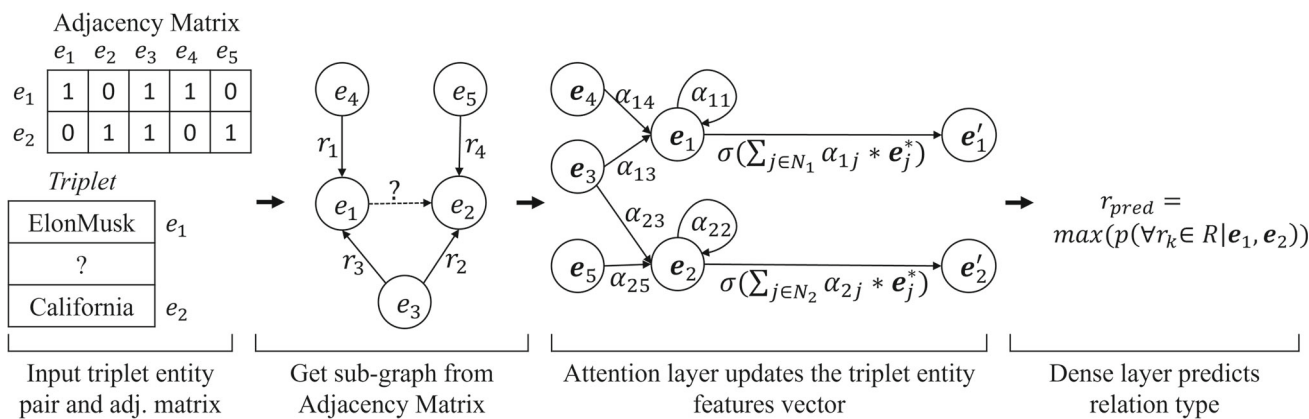 Adjacency Matrix
e₁ e₂ e₃ e₄ e₅
e₁ 1 0 1 1 0
e₂ 0 1 1 0 1
Triplet
ElonMusk e₁
?
California e₂
Input triplet entity
pair and adj. matrix
e₄ e₅
r₁ r₄
e₁ ? e₂
r₃ r₂
e₃
Get sub-graph from
Adjacency Matrix
e₄ α₁₄ α₁₁
e₁ e′₁
σ(∑_{j∈N₁} α₁ⱼ * e*ⱼ)
e₃ α₁₃
α₂₃ α₂₂
e₅ α₂₅ e₂ e′₂
σ(∑_{j∈N₂} α₂ⱼ * e*ⱼ)
Attention layer updates the triplet entity
features vector
r_{pred} =
max(p(∀rₖ∈ R|e₁, e₂))
Dense layer predicts
relation type